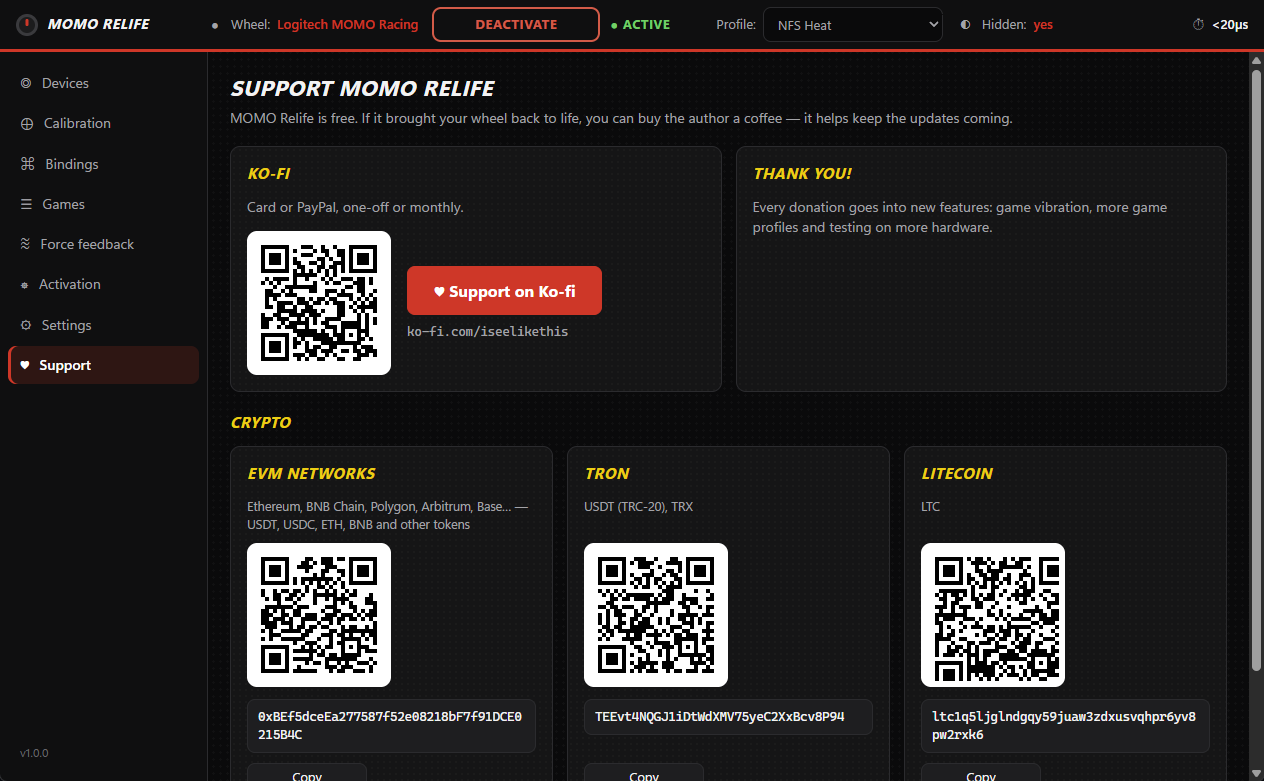 MOMO RELIFE
Wheel: Logitech MOMO Racing
DEACTIVATE
ACTIVE
Profile: NFS Heat
Hidden: yes
<20µs
Devices
Calibration
Bindings
Games
Force feedback
Activation
Settings
Support
v1.0.0
SUPPORT MOMO RELIFE
MOMO Relife is free. If it brought your wheel back to life, you can buy the author a coffee — it helps keep the updates coming.
KO-FI
Card or PayPal, one-off or monthly.
Support on Ko-fi
ko-fi.com/iseelikethis
THANK YOU!
Every donation goes into new features: game vibration, more game
profiles and testing on more hardware.
CRYPTO
EVM NETWORKS
Ethereum, BNB Chain, Polygon, Arbitrum, Base... —
USDT, USDC, ETH, BNB and other tokens
0xBEf5dceEa277587f52e08218bF7f91DCE0
215B4C
Copy
TRON
USDT (TRC-20), TRX
TEEvt4NQGJ1iDtWdXMV75yeC2XxBcv8P94
Copy
LITECOIN
LTC
ltc1q5ljglndgqy59juaw3zdxusvqhpr6yv8
pw2rxk6
Copy